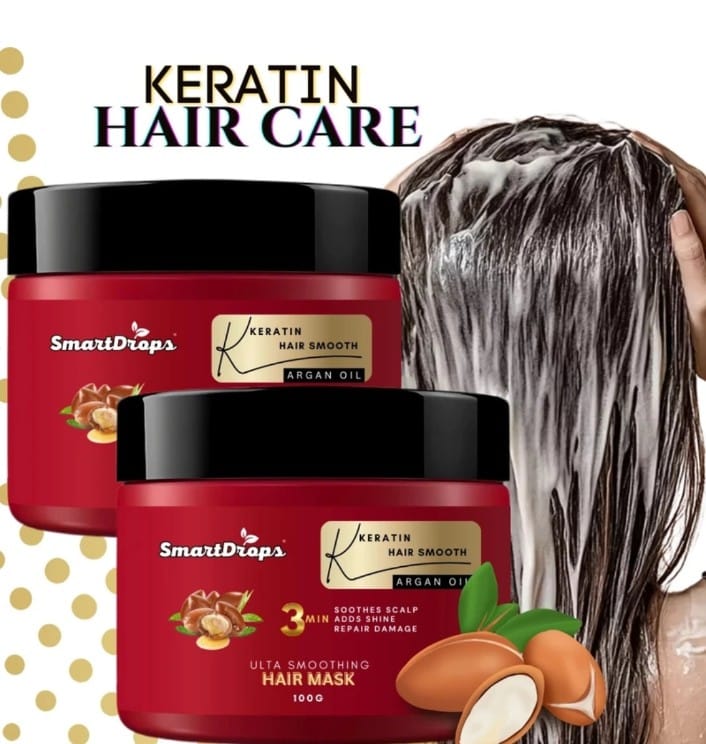 KERATIN
HAIR CARE
SmartDrops
KERATIN
HAIR SMOOTH
ARGAN OIL
SmartDrops
KERATIN
HAIR SMOOTH
ARGAN OIL
3 MIN
SOOTHES SCALP
ADDS SHINE
REPAIR DAMAGE
ULTA SMOOTHING
HAIR MASK
100G